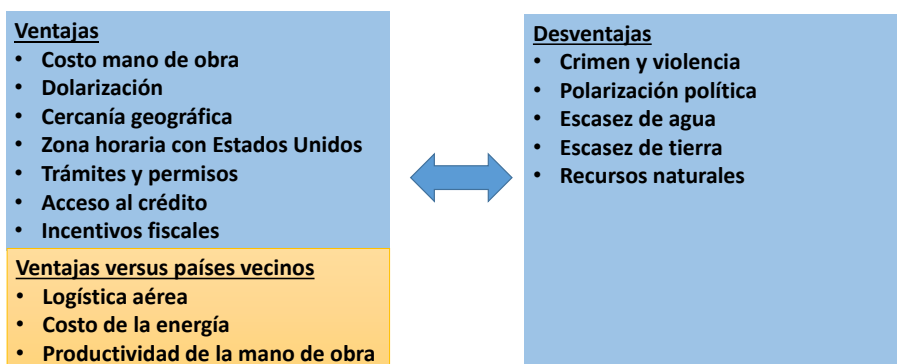 Ventajas
• Costo mano de obra
• Dolarización
• Cercanía geográfica
• Zona horaria con Estados Unidos
• Trámites y permisos
• Acceso al crédito
• Incentivos fiscales
Ventajas versus países vecinos
• Logística aérea
• Costo de la energía
• Productividad de la mano de obra
Desventajas
• Crimen y violencia
• Polarización política
• Escasez de agua
• Escasez de tierra
• Recursos naturales